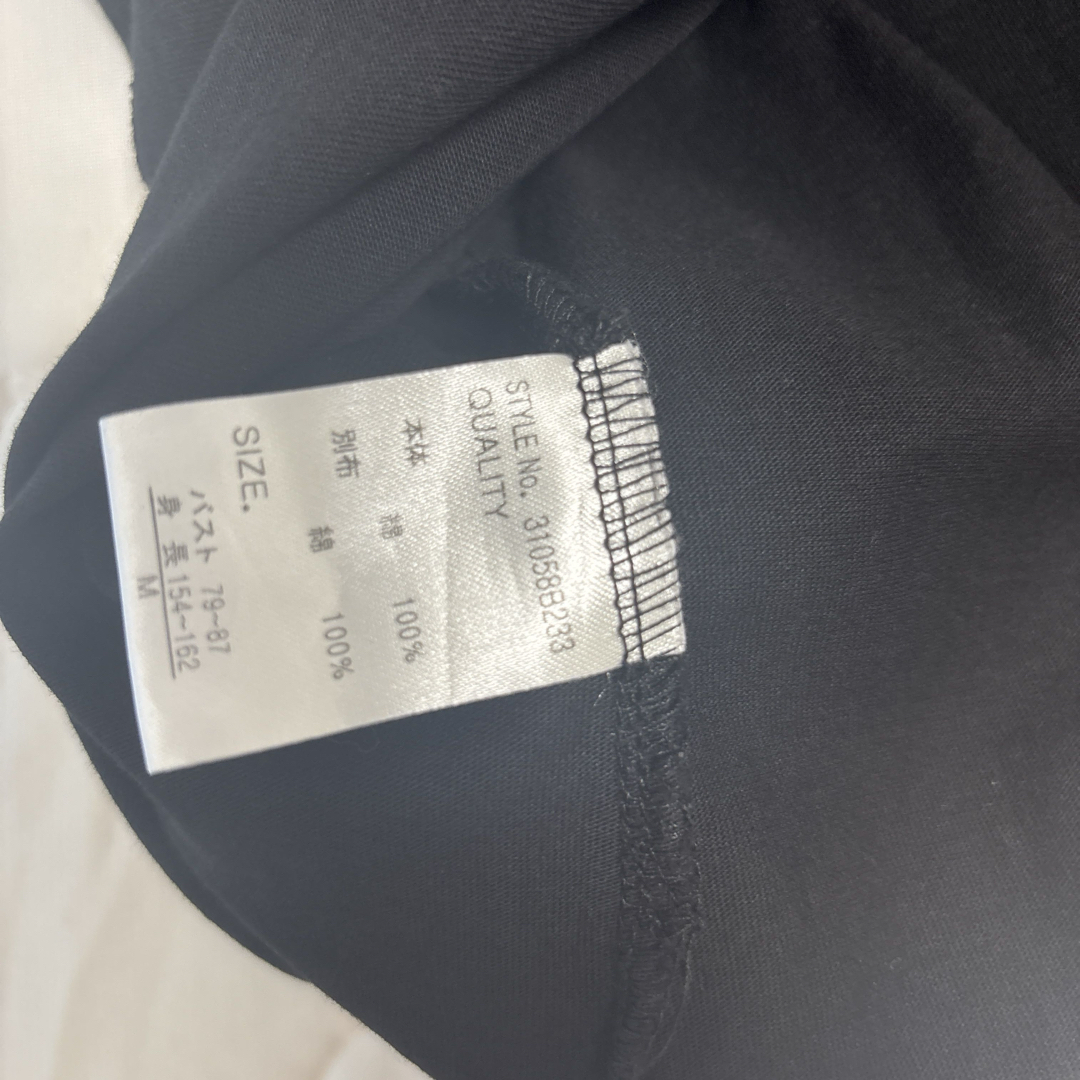 STYLE No. 31058B233
QUALITY
本体 綿 100%
別布 綿 100%
SIZE.
バスト 79~87
身 長 154~162
M